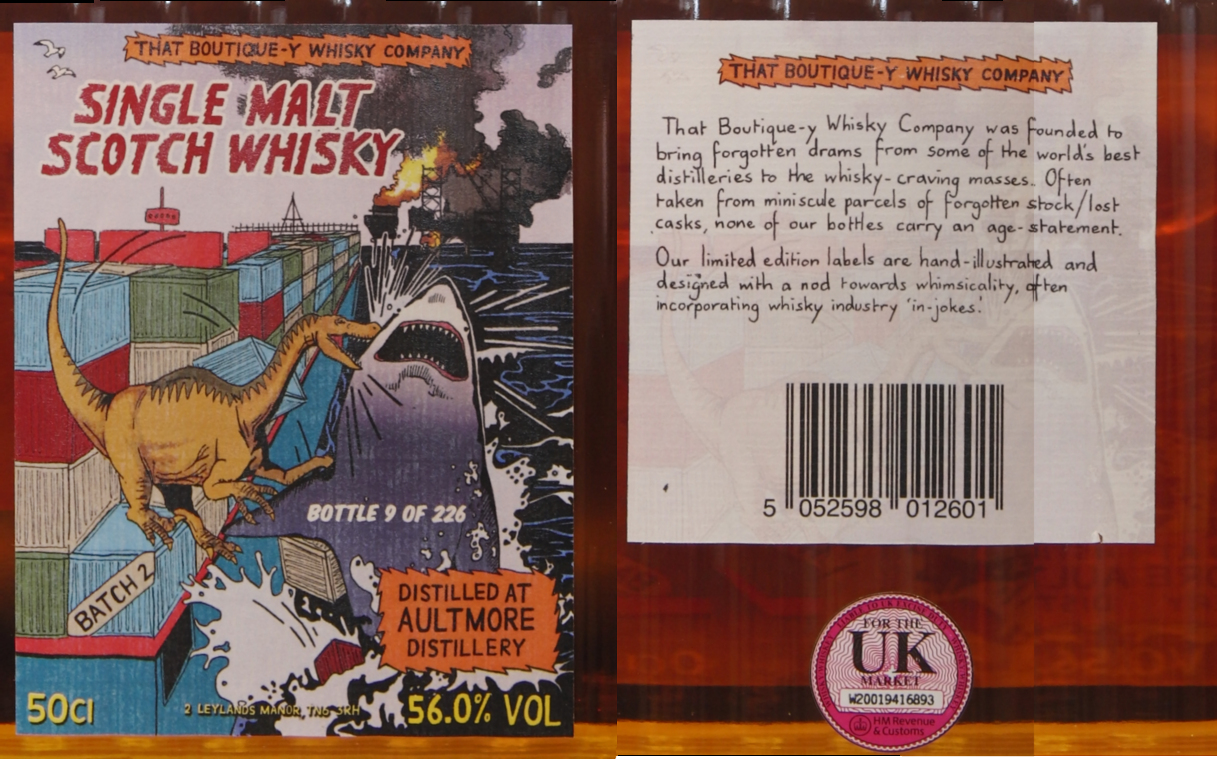 THAT BOUTIQUE-Y WHISKY COMPANY
SINGLE MALT
SCOTCH WHISKY
BOTTLE 9 OF 226
BATCH 2
DISTILLED AT
AULTMORE
DISTILLERY
50Cl
2 LEYLANDS MANOR, TN6 3RH
56.0% VOL
THAT BOUTIQUE-Y WHISKY COMPANY
That Boutique-y Whisky Company was founded to
bring forgotten drams from some of the world's best
distilleries to the whisky-craving masses. Often
taken from miniscule parcels of forgotten stock/lost
casks, none of our bottles carry an age-statement.
Our limited edition labels are hand-illustrated and
designed with a nod towards whimsicality, often
incorporating whisky industry 'in-jokes'.
5 052598 012601
FOR THE
UK
MARKET
W20019416893
HM Revenue
& Customs